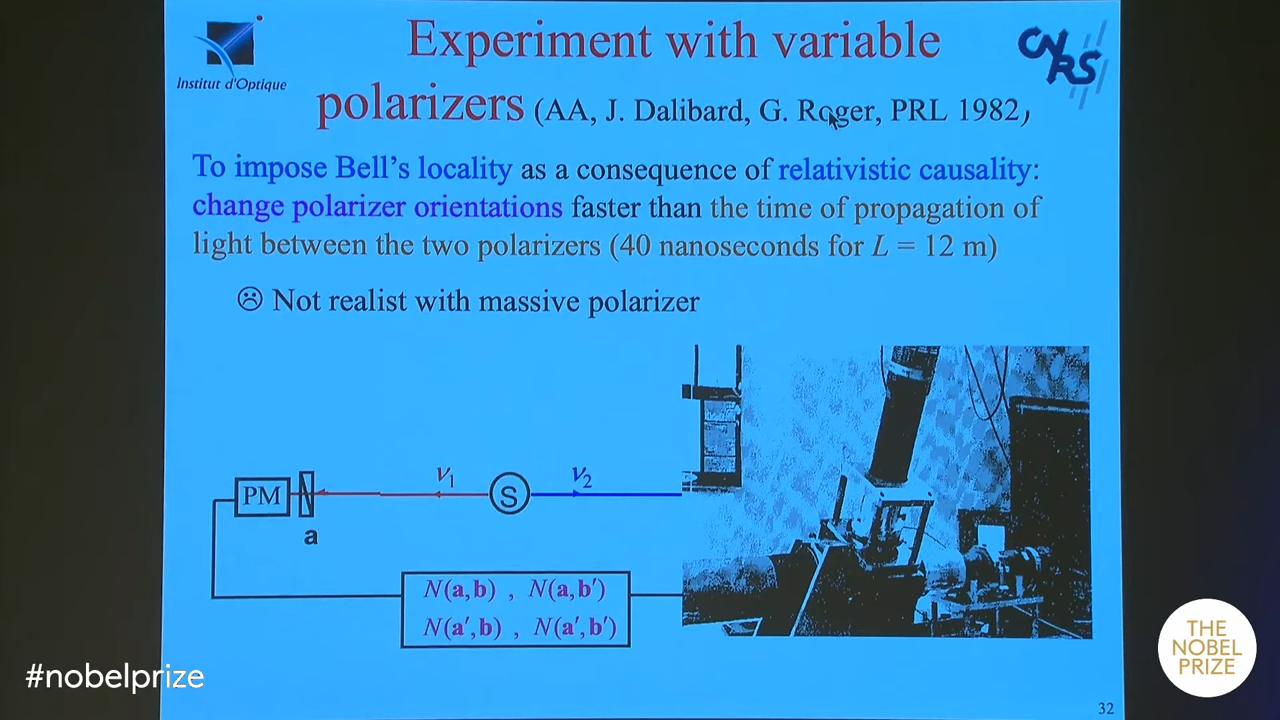 Institut d'Optique
CNRS
Experiment with variable
polarizers (AA, J. Dalibard, G. Roger, PRL 1982)
To impose Bell's locality as a consequence of relativistic causality:
change polarizer orientations faster than the time of propagation of
light between the two polarizers (40 nanoseconds for L = 12 m)
☹ Not realist with massive polarizer
ν₁ ν₂
PM S
a
N(a,b) , N(a,b′)
N(a′,b) , N(a′,b′)
THE
NOBEL
PRIZE
#nobelprize
32